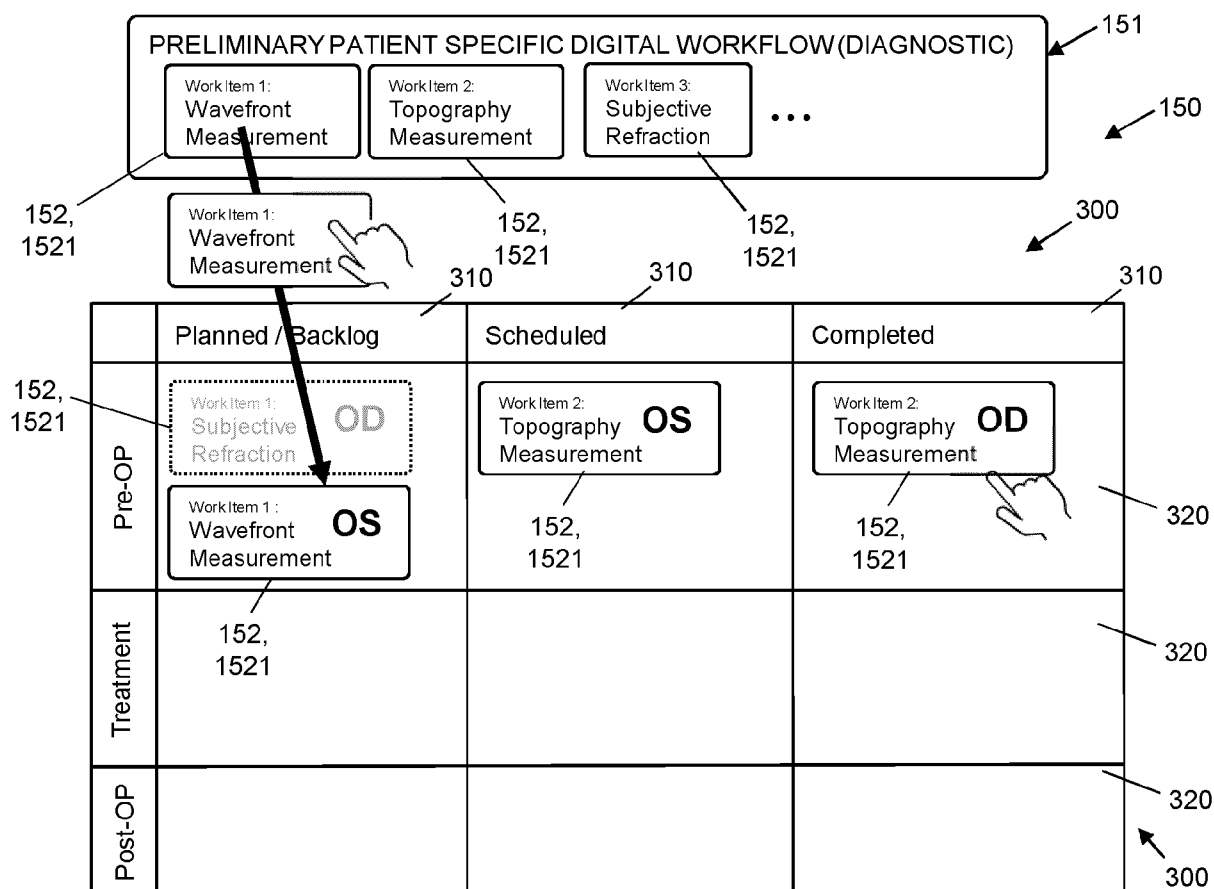 PRELIMINARY PATIENT SPECIFIC DIGITAL WORKFLOW (DIAGNOSTIC)
151
Work Item 1:
Wavefront
Measurement
Work Item 2:
Topography
Measurement
Work Item 3:
Subjective
Refraction
...
150
152,
1521
152,
1521
152,
1521
Work Item 1:
Wavefront
Measurement
300
310
310
310
Planned / Backlog
Scheduled
Completed
152,
1521
Pre-OP
Work Item 1:
Subjective
Refraction
OD
Work Item 2:
Topography
Measurement
OS
Work Item 2:
Topography
Measurement
OD
Work Item 1 :
Wavefront
Measurement
OS
152,
1521
152,
1521
320
152,
1521
Treatment
320
Post-OP
320
300